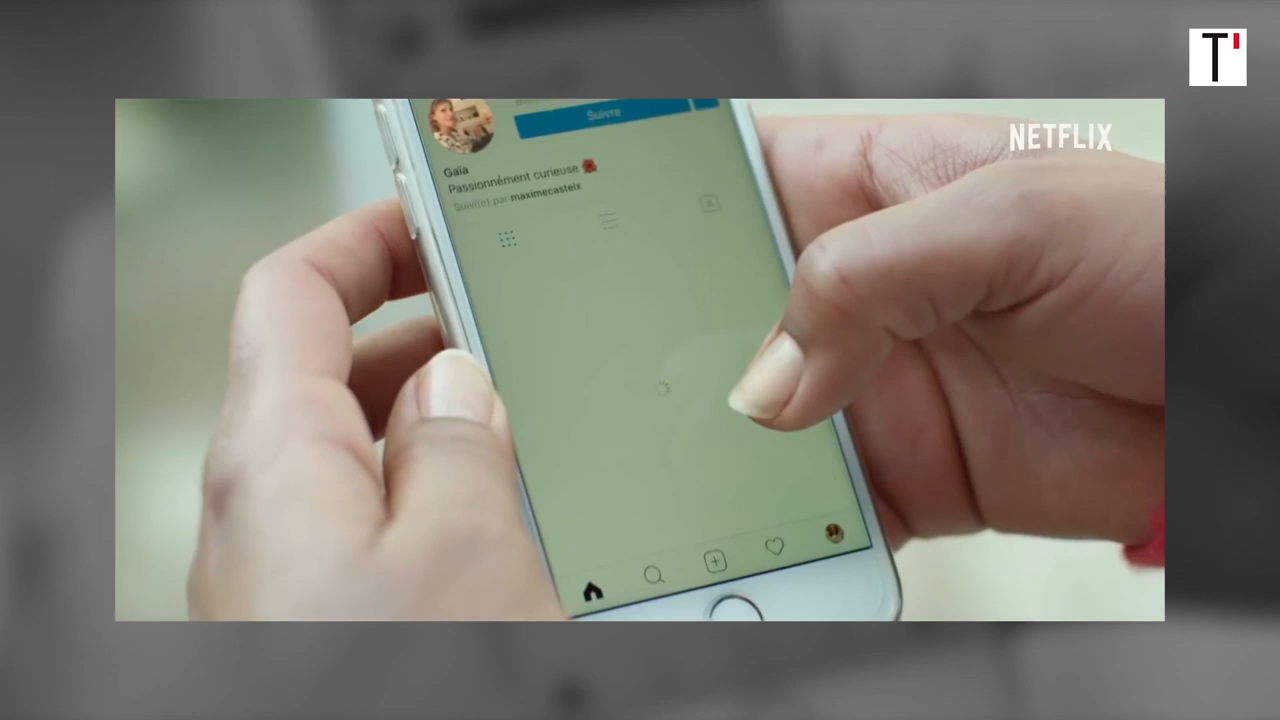 T'
NETFLIX
Suivre
Gaïa
Passionnément curieuse
Suivi(e) par maximecasteix